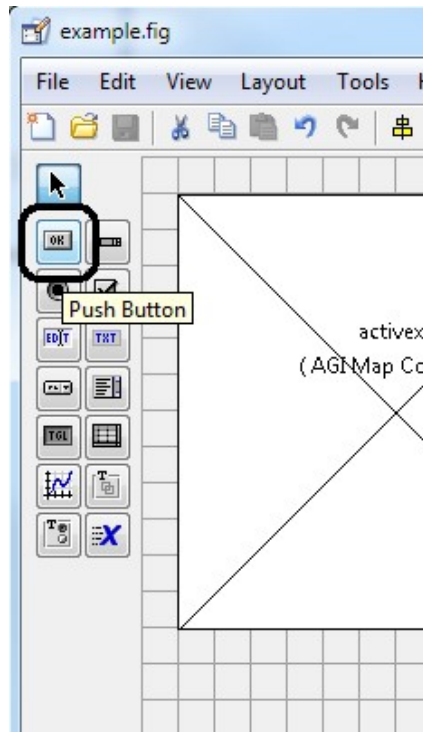 example.fig
File Edit View Layout Tools
OK
Push Button
EDIT TXT
activex
( AGI Map Co
TGL
T
T
X